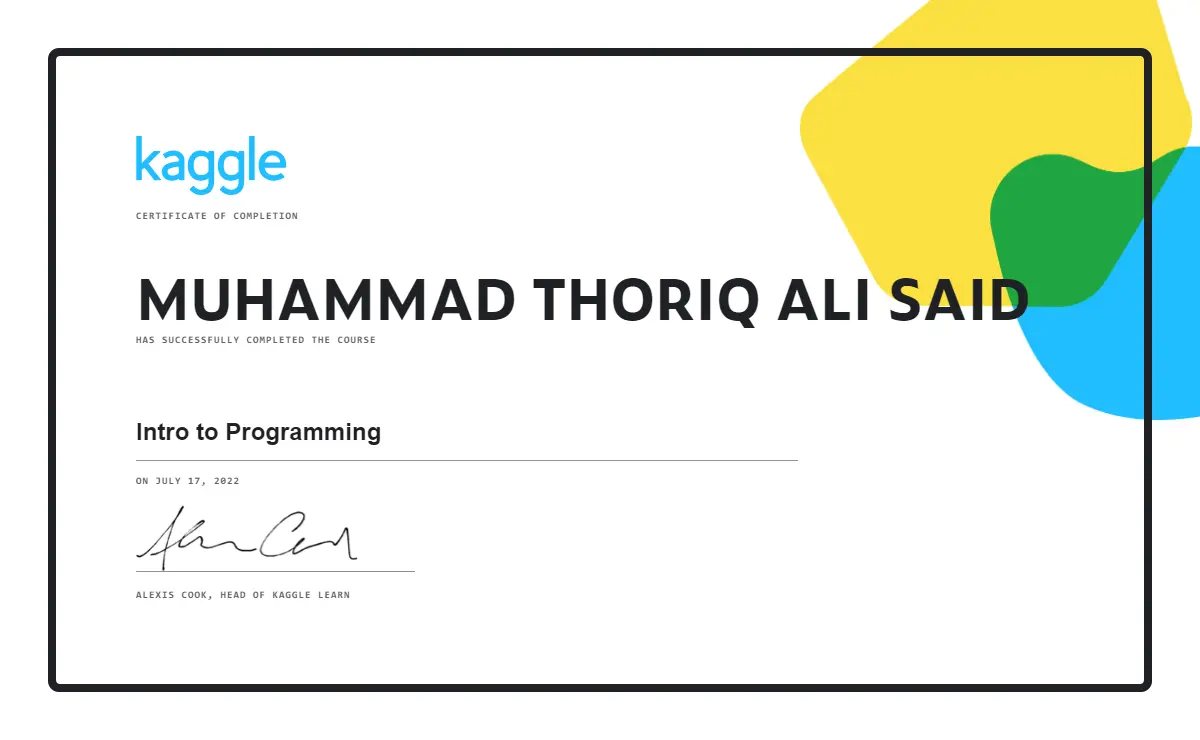 kaggle
CERTIFICATE OF COMPLETION
MUHAMMAD THORIQ ALI SAID
HAS SUCCESSFULLY COMPLETED THE COURSE
Intro to Programming
ON JULY 17, 2022
ALEXIS COOK, HEAD OF KAGGLE LEARN